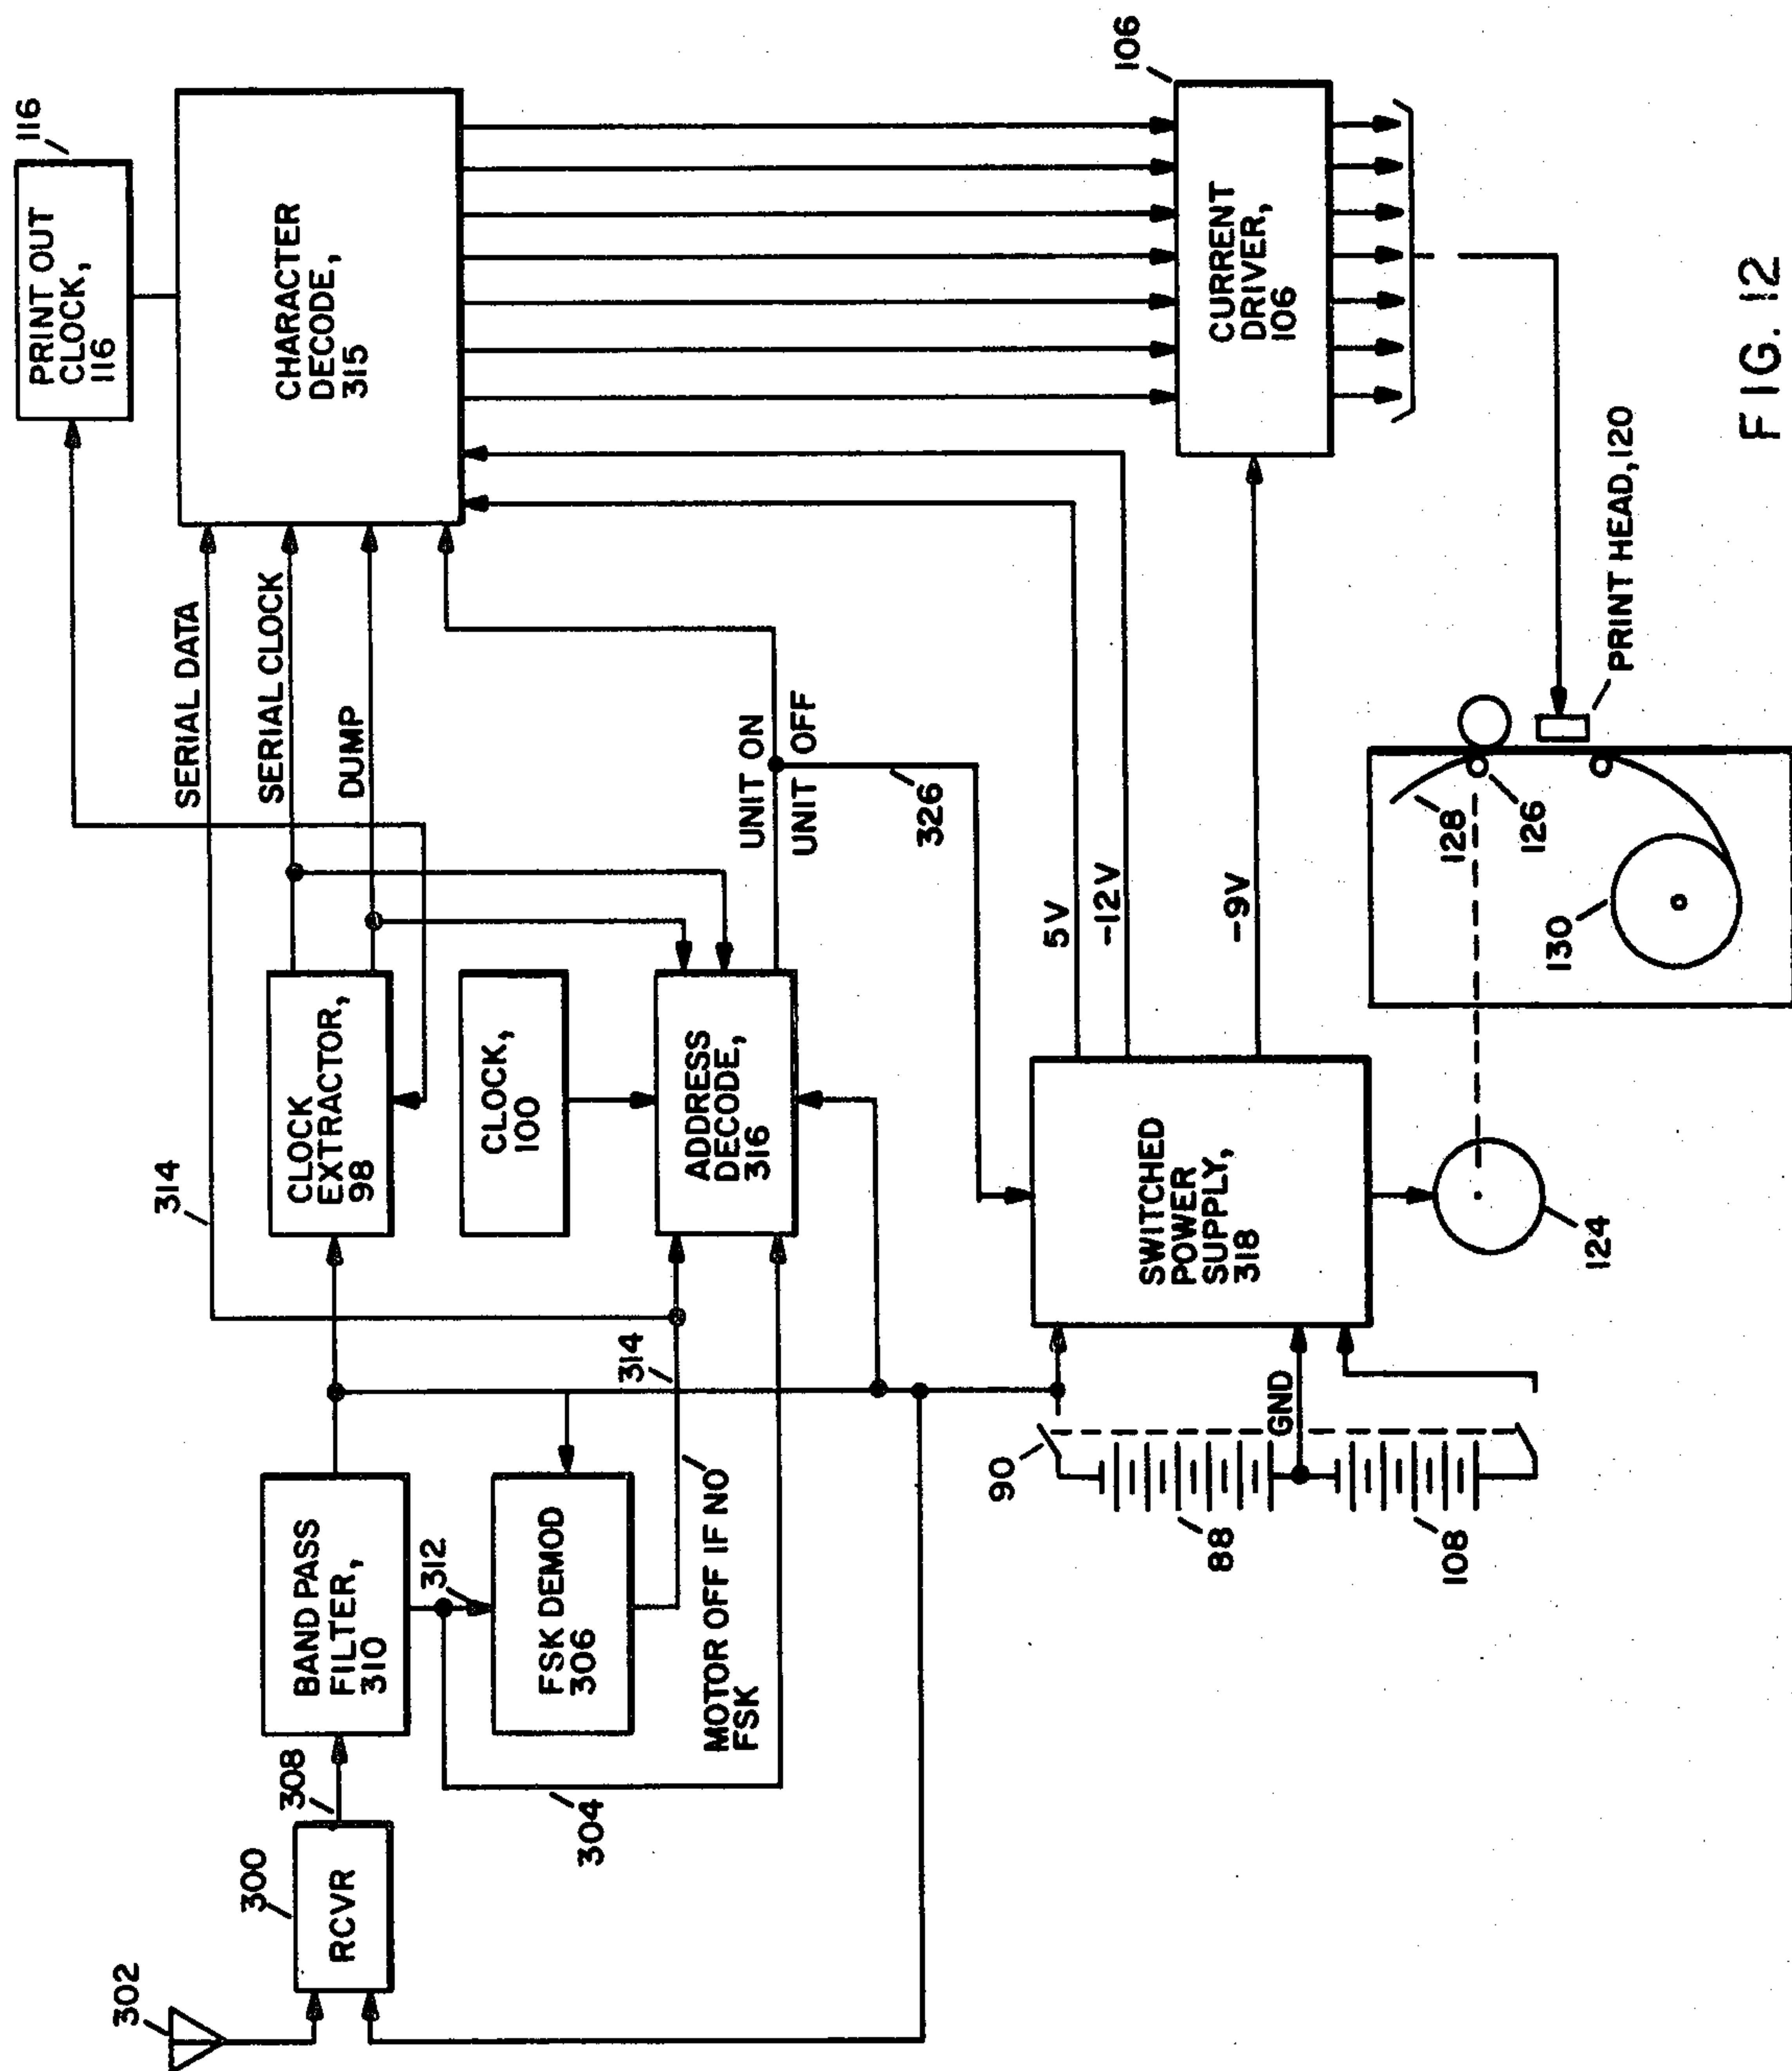 302
300
RCVR
308
BAND PASS
FILTER,
310
312
FSK DEMOD
306
304
MOTOR OFF IF NO
FSK
314
314
CLOCK
EXTRACTOR,
98
CLOCK,
100
ADDRESS
DECODE,
316
SERIAL DATA
SERIAL CLOCK
DUMP
UNIT ON
UNIT OFF
326
PRINT OUT
CLOCK,
116
116
CHARACTER
DECODE,
315
90
88
GND
108
SWITCHED
POWER
SUPPLY,
318
124
5V
-12V
-9V
CURRENT
DRIVER,
106
106
128
126
130
PRINT HEAD,120
FIG. 12